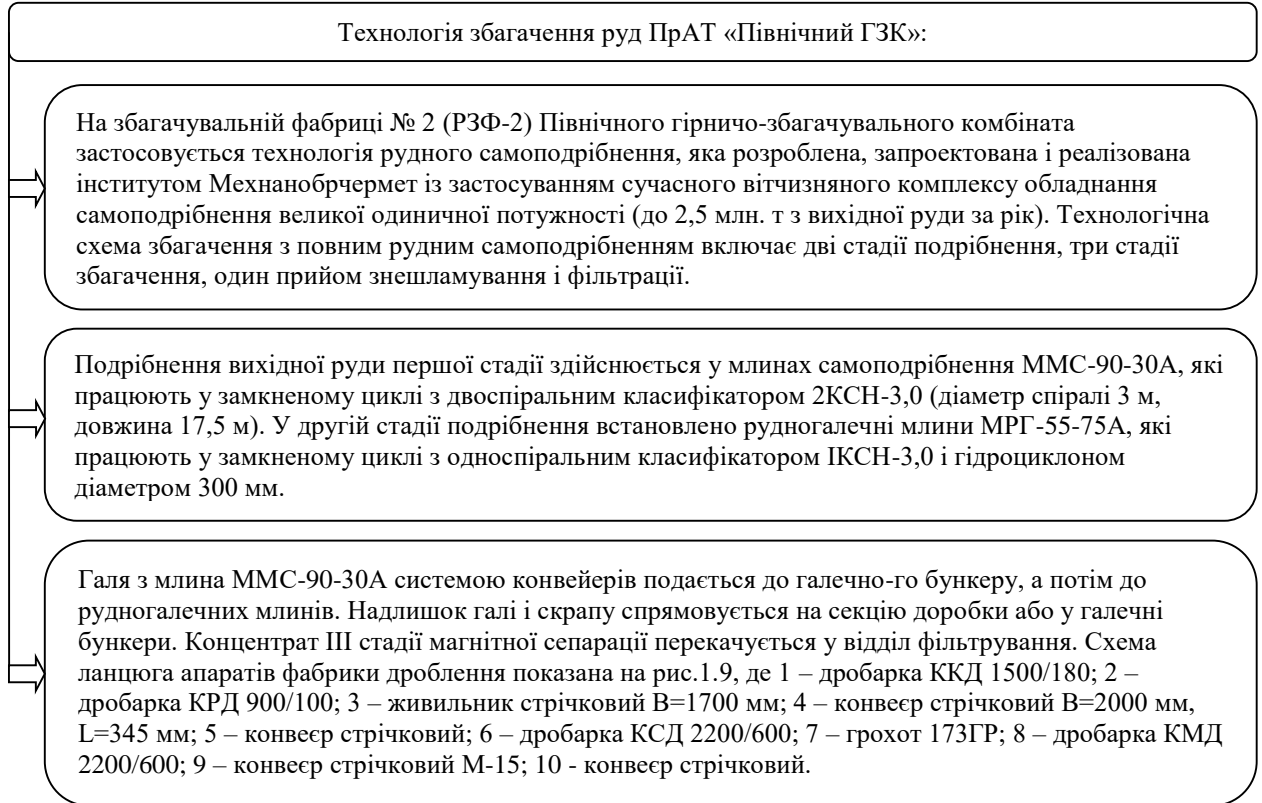 Технологія збагачення руд ПрАТ «Північний ГЗК»:
На збагачувальній фабриці № 2 (РЗФ-2) Північного гірничо-збагачувального комбіната
застосовується технологія рудного самоподрібнення, яка розроблена, запроектована і реалізована
інститутом Механобрчермет із застосуванням сучасного вітчизняного комплексу обладнання
самоподрібнення великої одиничної потужності (до 2,5 млн. т з вихідної руди за рік). Технологічна
схема збагачення з повним рудним самоподрібненням включає дві стадії подрібнення, три стадії
збагачення, один прийом знешламування і фільтрації.
Подрібнення вихідної руди першої стадії здійснюється у млинах самоподрібнення ММС-90-30А, які
працюють у замкненому циклі з двоспіральним класифікатором 2КСН-3,0 (діаметр спіралі 3 м,
довжина 17,5 м). У другій стадії подрібнення встановлено рудногалечні млини МРГ-55-75А, які
працюють у замкненому циклі з односпіральним класифікатором ІКСН-3,0 і гідроциклоном
діаметром 300 мм.
Галя з млина ММС-90-30А системою конвейерів подається до галечно-го бункеру, а потім до
рудногалечних млинів. Надлишок галі і скрапу спрямовується на секцію доробки або у галечні
бункери. Концентрат ІІІ стадії магнітної сепарації перекачується у відділ фільтрування. Схема
ланцюга апаратів фабрики дроблення показана на рис.1.9, де 1 – дробарка ККД 1500/180; 2 –
дробарка КРД 900/100; 3 – живильник стрічковий В=1700 мм; 4 – конвеєр стрічковий В=2000 мм,
L=345 мм; 5 – конвеєр стрічковий; 6 – дробарка КСД 2200/600; 7 – грохот 173ГР; 8 – дробарка КМД
2200/600; 9 – конвеєр стрічковий М-15; 10 - конвеєр стрічковий.